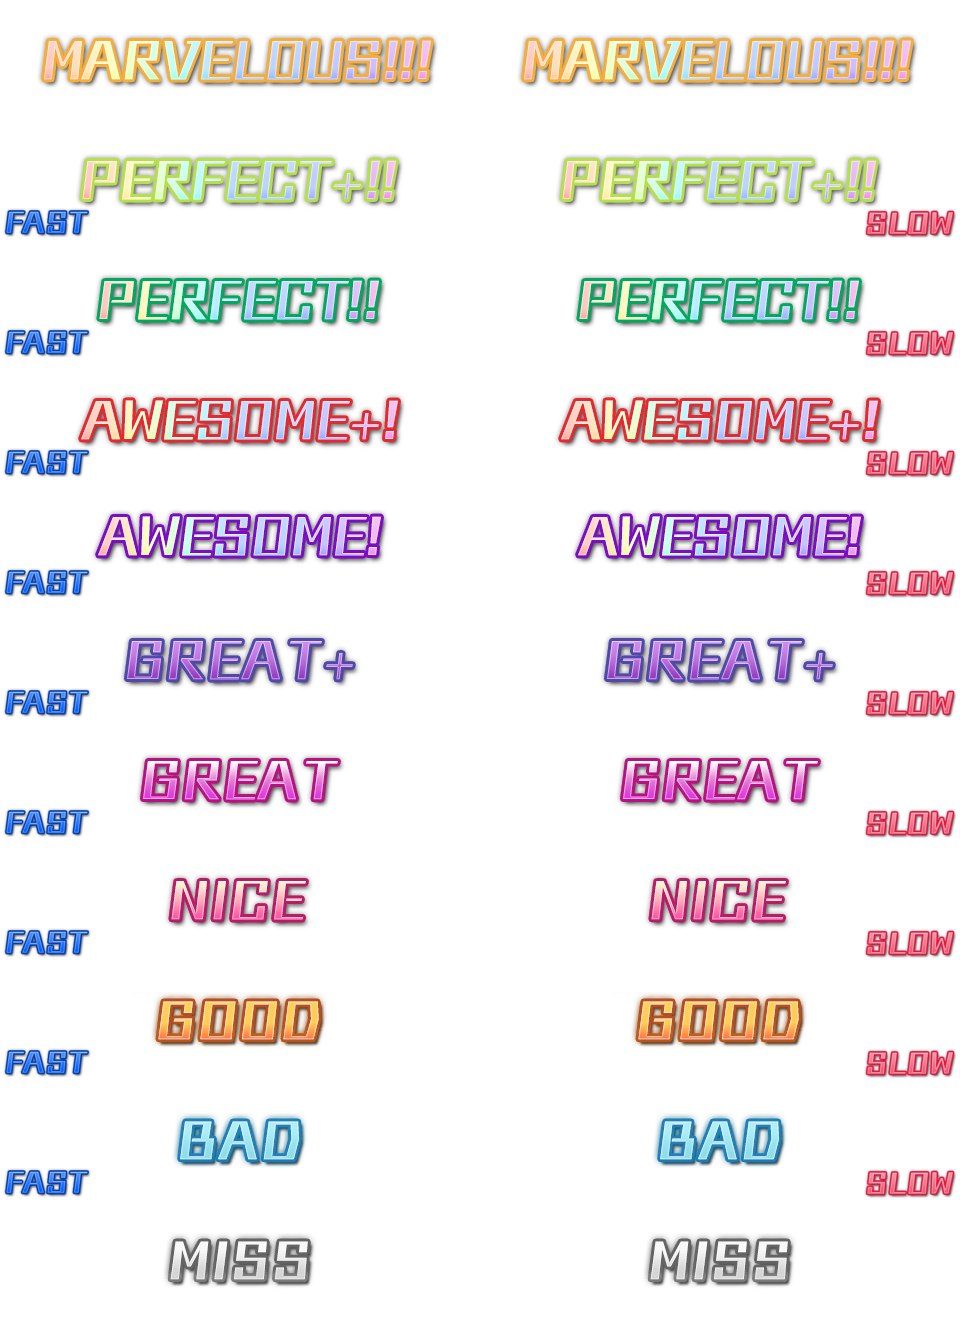 MARVELOUS!!! MARVELOUS!!!
PERFECT+!! PERFECT+!!
FAST SLOW
PERFECT!! PERFECT!!
FAST SLOW
AWESOME+! AWESOME+!
FAST SLOW
AWESOME! AWESOME!
FAST SLOW
GREAT+ GREAT+
FAST SLOW
GREAT GREAT
FAST SLOW
NICE NICE
FAST SLOW
GOOD GOOD
FAST SLOW
BAD BAD
FAST SLOW
MISS MISS